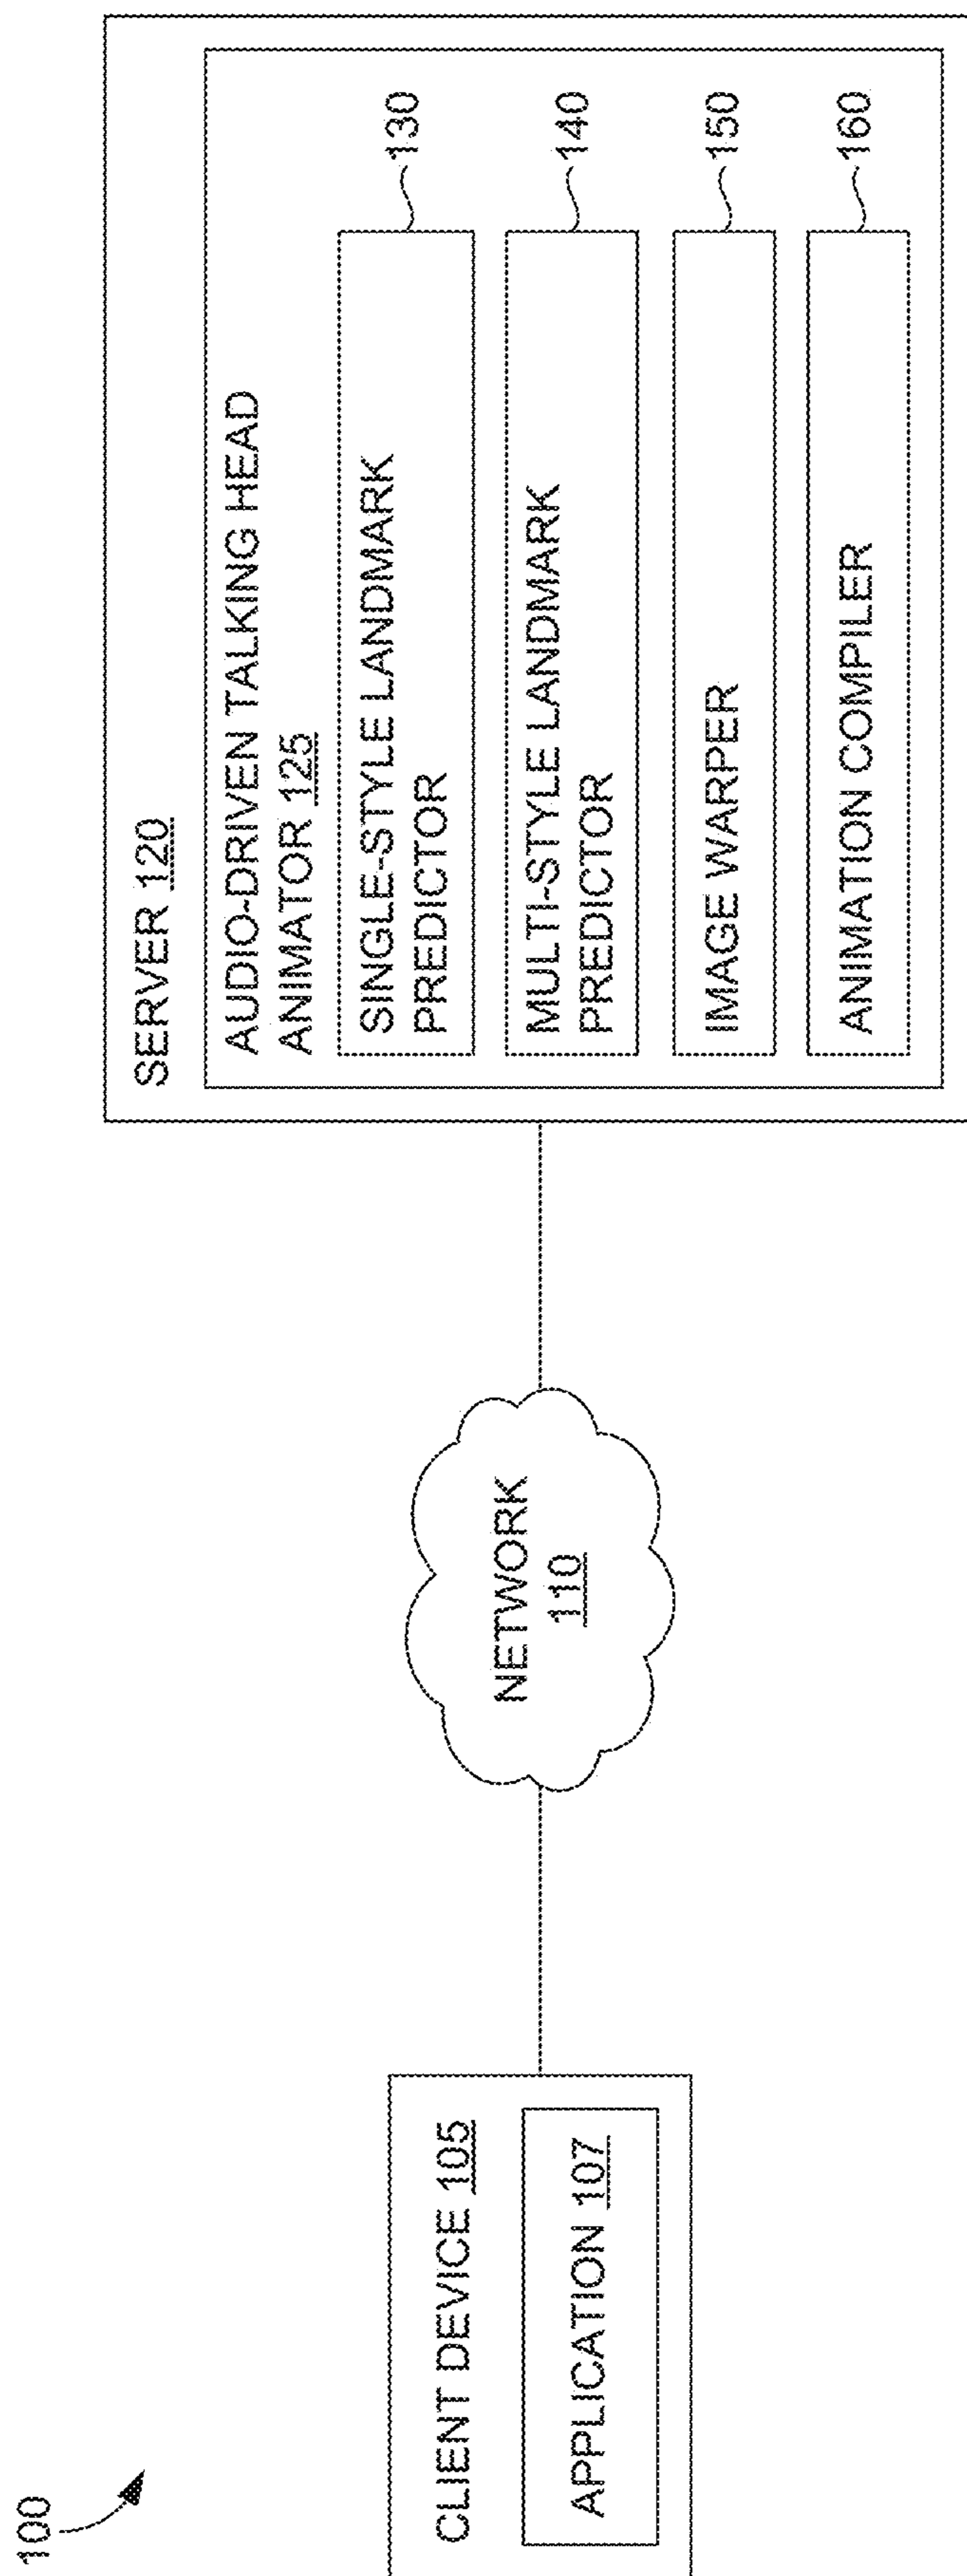 100
CLIENT DEVICE 105
APPLICATION 107
NETWORK
110
SERVER 120
AUDIO-DRIVEN TALKING HEAD
ANIMATOR 125
SINGLE-STYLE LANDMARK
PREDICTOR
130
MULTI-STYLE LANDMARK
PREDICTOR
140
IMAGE WARPER
150
ANIMATION COMPILER
160